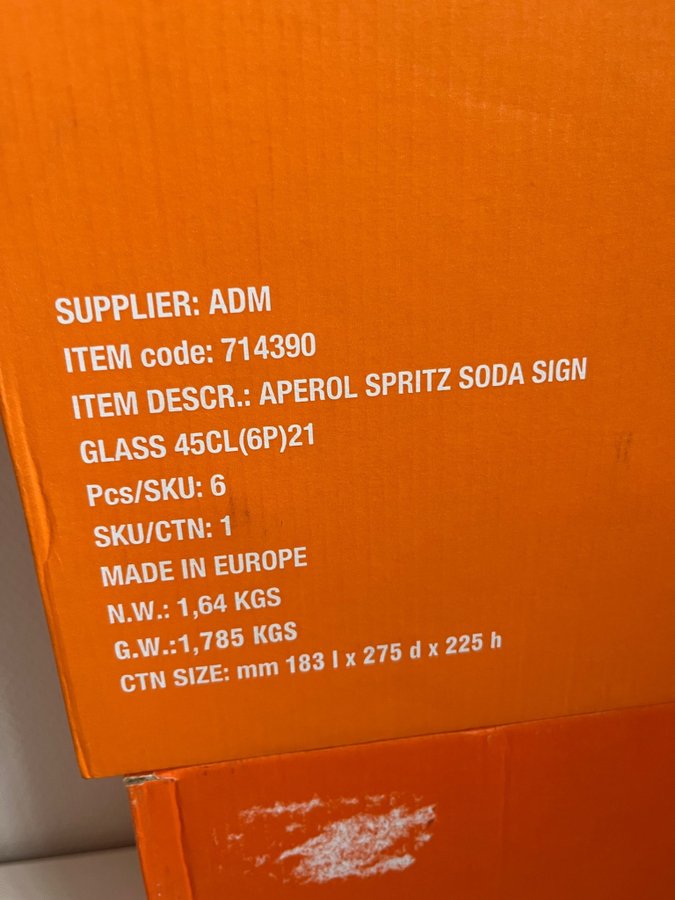 SUPPLIER: ADM
ITEM code: 714390
ITEM DESCR.: APEROL SPRITZ SODA SIGN
GLASS 45CL(6P)21
Pcs/SKU: 6
SKU/CTN: 1
MADE IN EUROPE
N.W.: 1,64 KGS
G.W.:1,785 KGS
CTN SIZE: mm 183 l x 275 d x 225 h